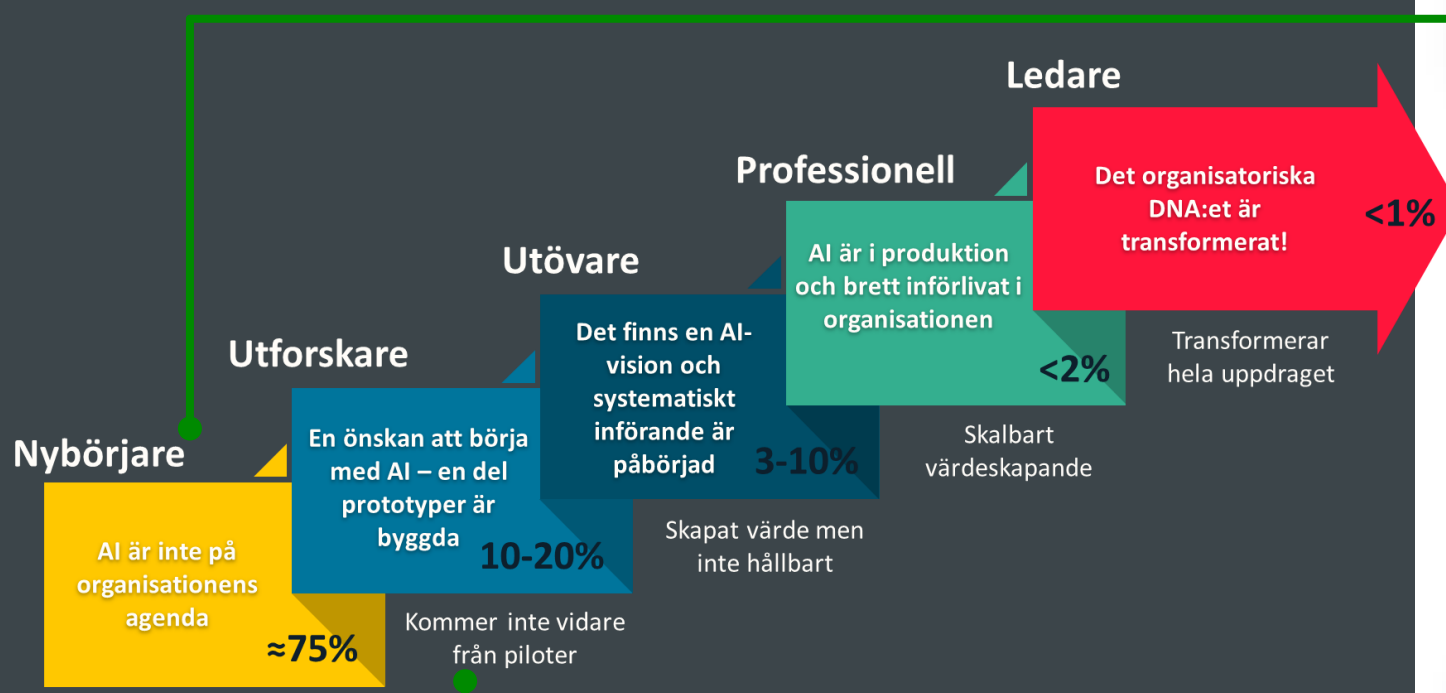 Nybörjare
AI är inte på
organisationens
agenda
≈75%
Utforskare
En önskan att börja
med AI – en del
prototyper är
byggda
10-20%
Kommer inte vidare
från piloter
Utövare
Det finns en AI-
vision och
systematiskt
införande är
påbörjad
3-10%
Skapat värde men
inte hållbart
Professionell
AI är i produktion
och brett införlivat i
organisationen
<2%
Skalbart
värdeskapande
Ledare
Det organisatoriska
DNA:et är
transformerat!
<1%
Transformerar
hela uppdraget